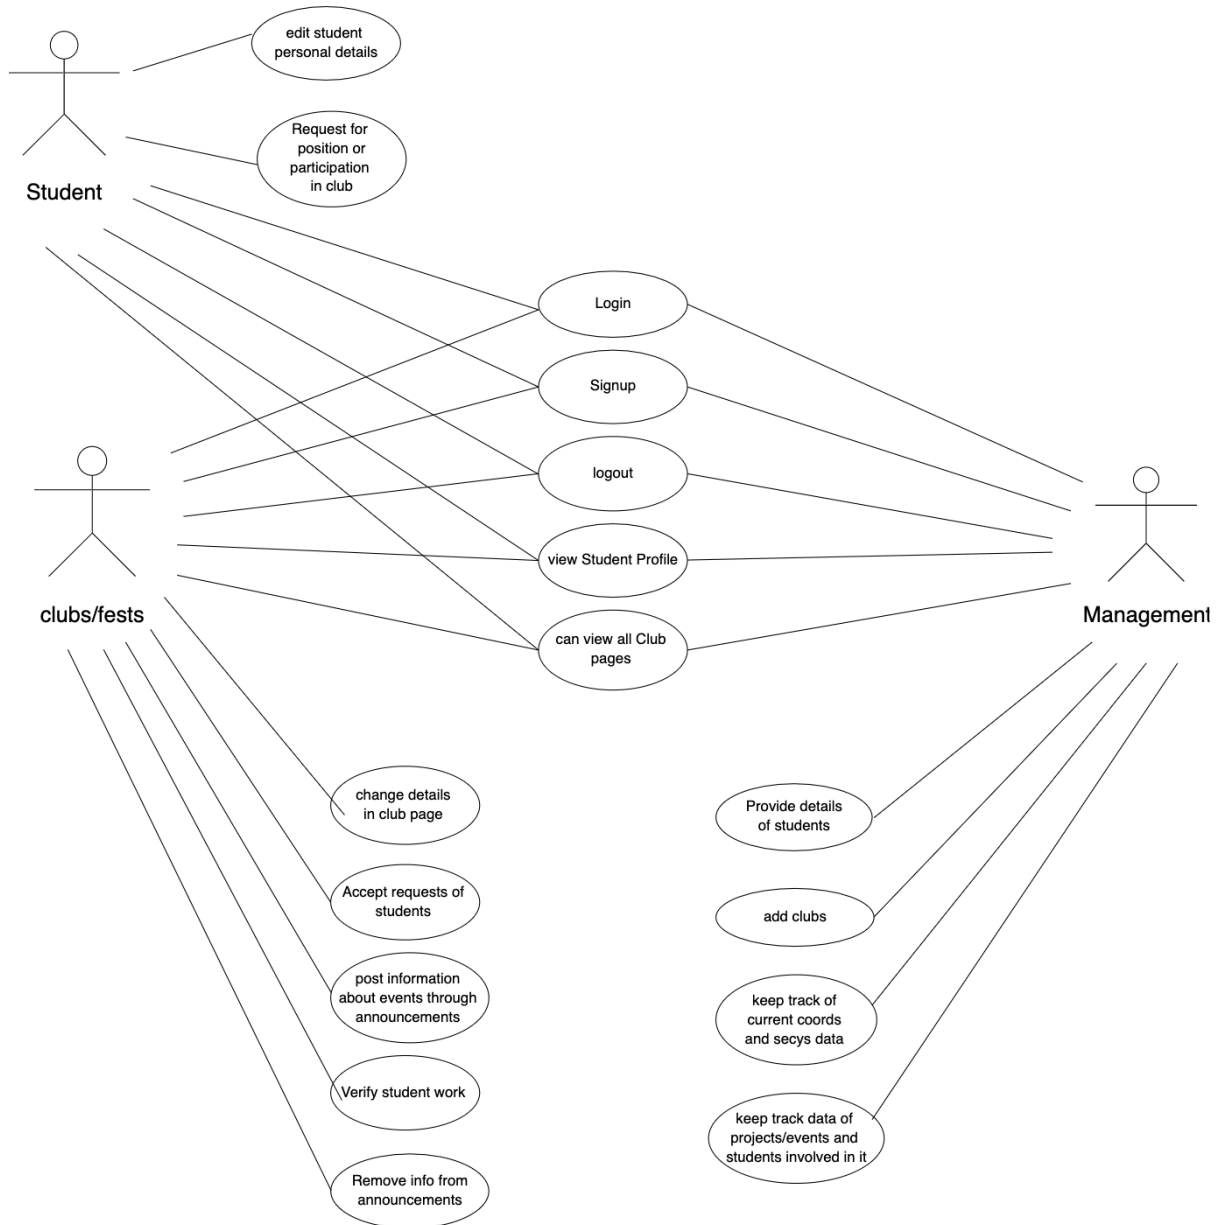 edit student
personal details
Request for
position or
participation
in club
Student
Login
Signup
logout
view Student Profile
can view all Club
pages
clubs/fests
Management
change details
in club page
Accept requests of
students
post information
about events through
announcements
Verify student work
Remove info from
announcements
Provide details
of students
add clubs
keep track of
current coords
and secys data
keep track data of
projects/events and
students involved in it